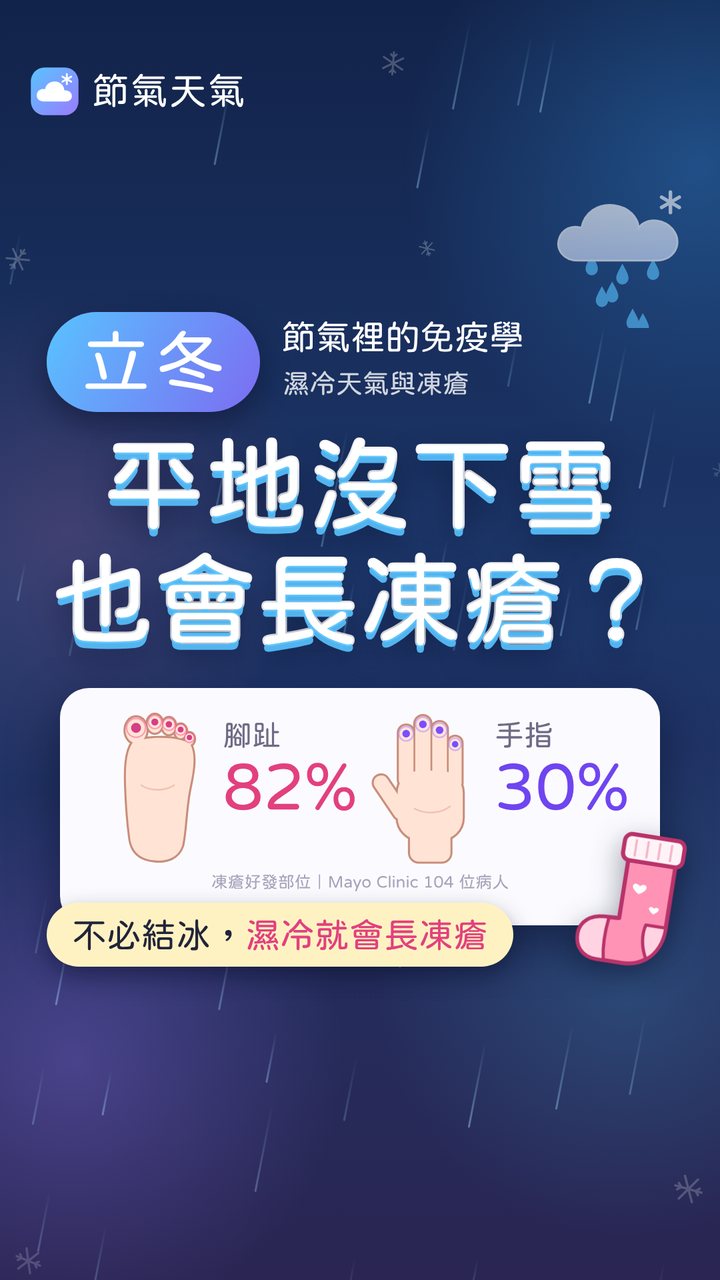 節氣天氣
立冬
節氣裡的免疫學
濕冷天氣與凍瘡
平地沒下雪
也會長凍瘡？
腳趾
82%
手指
30%
凍瘡好發部位｜Mayo Clinic 104 位病人
不必結冰，濕冷就會長凍瘡